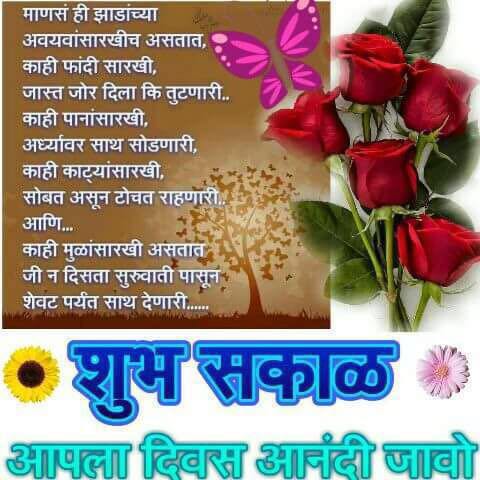 माणसं ही झाडांच्या
अवयवांसारखीच असतात,
काही फांदी सारखी,
जास्त जोर दिला कि तुटणारी..
काही पानांसारखी,
अर्ध्यावर साथ सोडणारी,
काही काट्यांसारखी,
सोबत असून टोचत राहणारी..
आणि...
काही मुळांसारखी असतात
जी न दिसता सुरुवाती पासून
शेवट पर्यंत साथ देणारी......
शुभ सकाळ
आपला दिवस आनंदी जावो